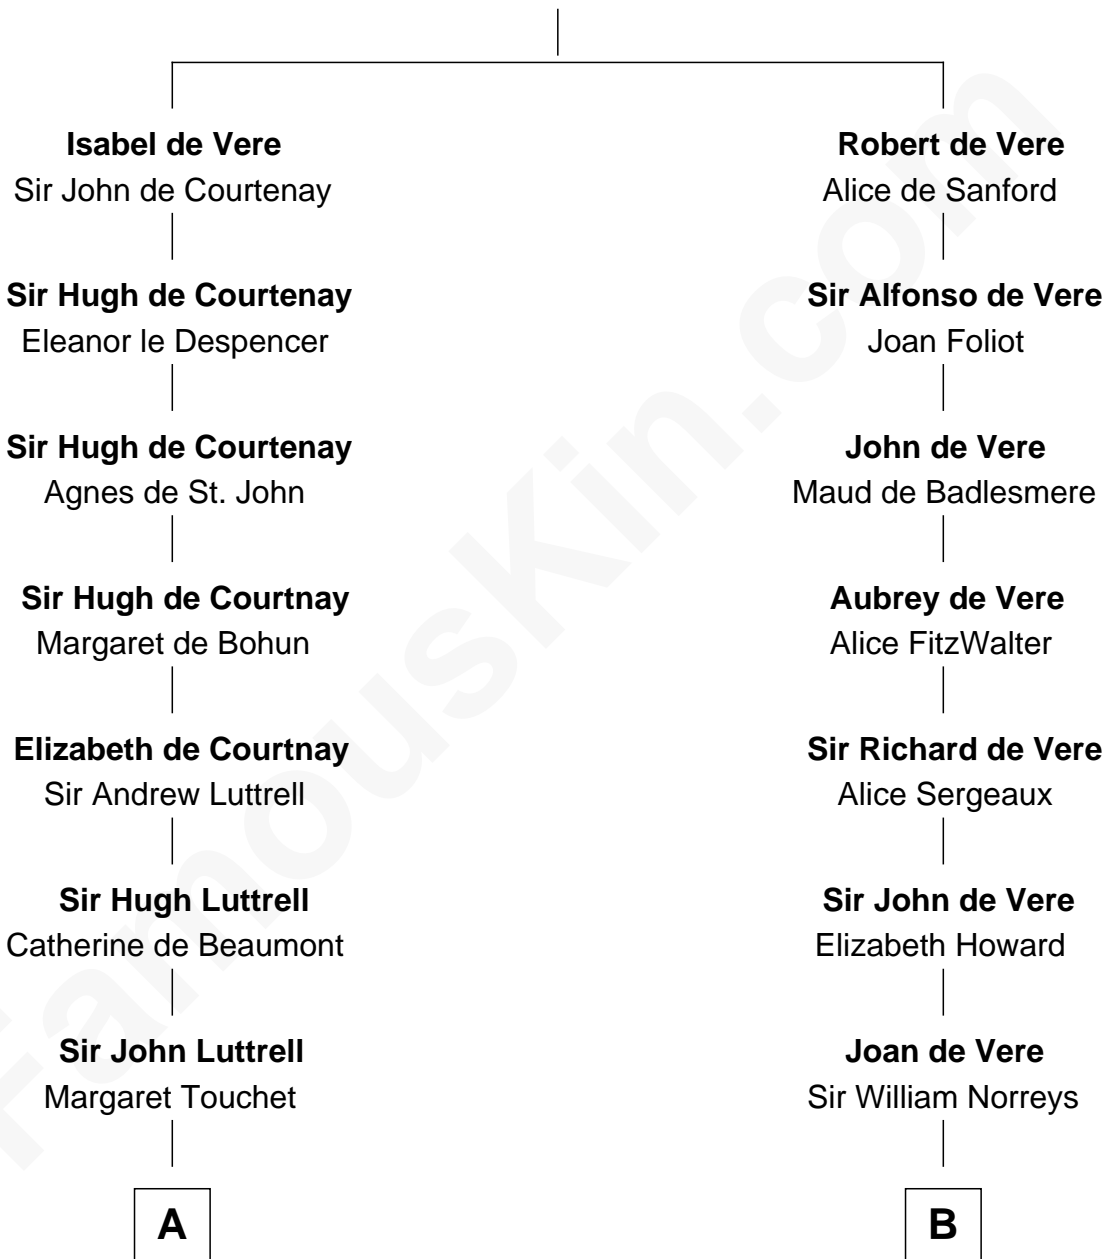 Isabel de Vere
Sir John de Courtenay
Sir Hugh de Courtenay
Eleanor le Despencer
Sir Hugh de Courtenay
Agnes de St. John
Sir Hugh de Courtnay
Margaret de Bohun
Elizabeth de Courtnay
Sir Andrew Luttrell
Sir Hugh Luttrell
Catherine de Beaumont
Sir John Luttrell
Margaret Touchet
A
Robert de Vere
Alice de Sanford
Sir Alfonso de Vere
Joan Foliot
John de Vere
Maud de Badlesmere
Aubrey de Vere
Alice FitzWalter
Sir Richard de Vere
Alice Sergeaux
Sir John de Vere
Elizabeth Howard
Joan de Vere
Sir William Norreys
B
FamousKin.com